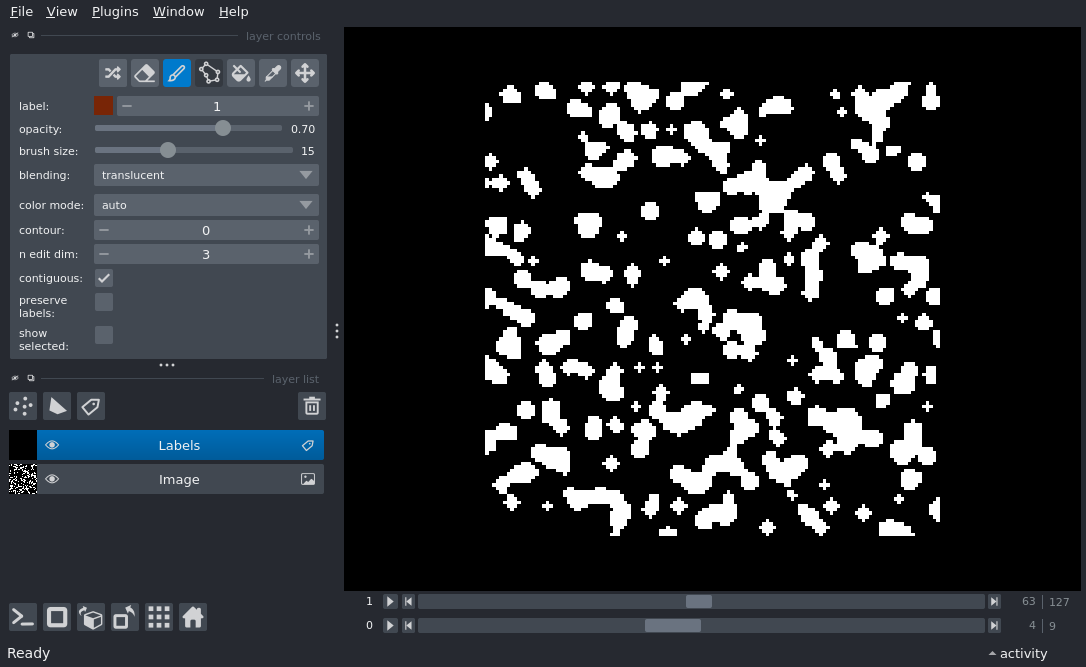 File View Plugins Window Help
layer controls
label: 1
opacity: 0.70
brush size: 15
blending: translucent
color mode: auto
contour: 0
n edit dim: 3
contiguous:
preserve
labels:
show
selected:
layer list
Labels
Image
1 63 127
0 4 9
Ready activity